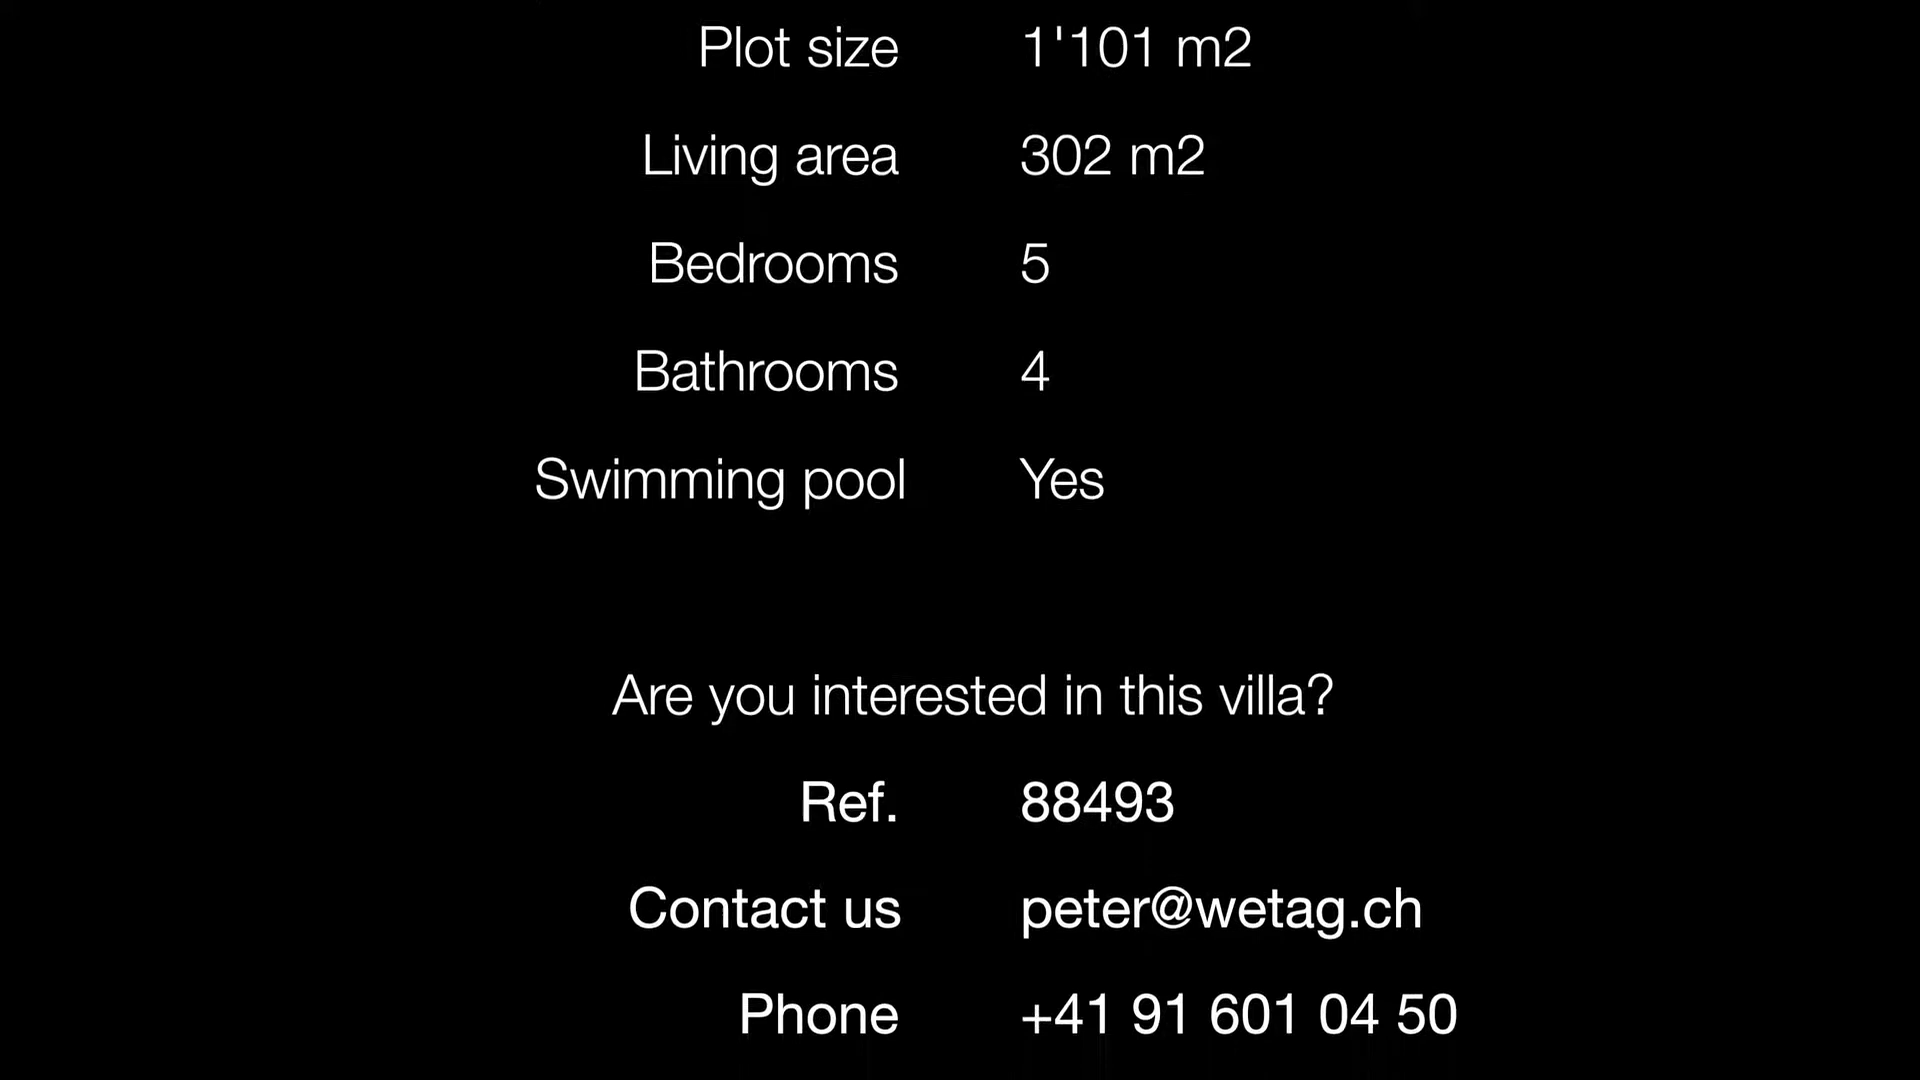 Plot size 1'101 m2
Living area 302 m2
Bedrooms 5
Bathrooms 4
Swimming pool Yes
Are you interested in this villa?
Ref. 88493
Contact us peter@wetag.ch
Phone +41 91 601 04 50